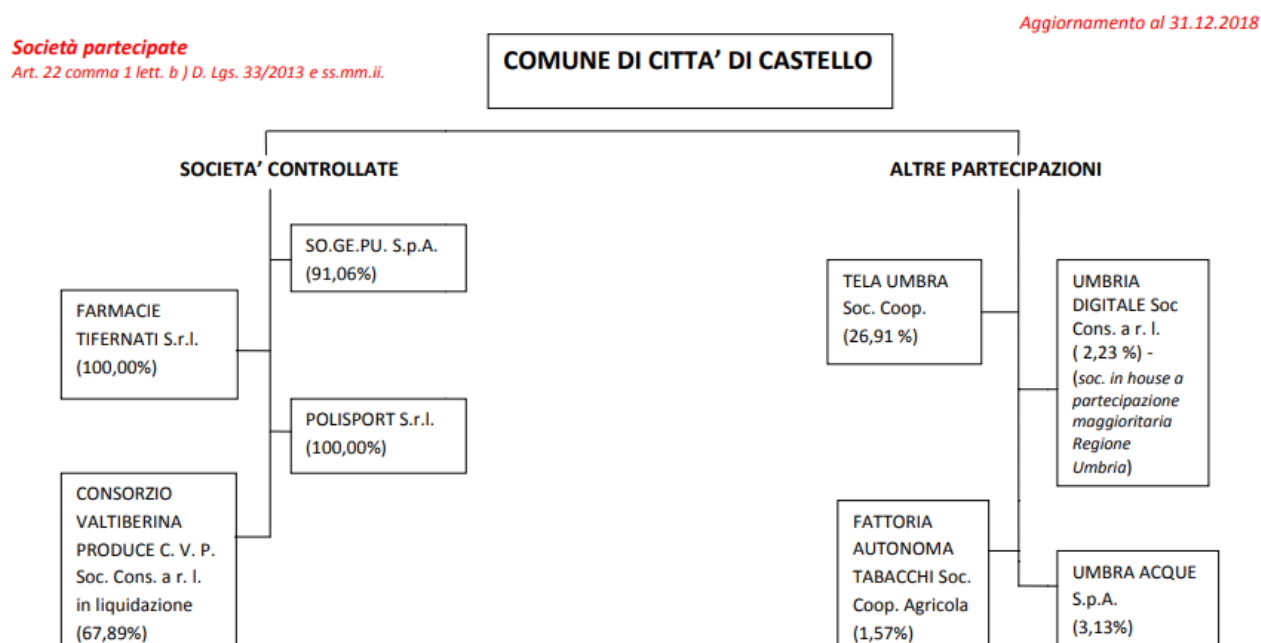 Aggiornamento al 31.12.2018
Società partecipate
Art. 22 comma 1 lett. b ) D. Lgs. 33/2013 e ss.mm.ii.
COMUNE DI CITTA’ DI CASTELLO
SOCIETA’ CONTROLLATE
SO.GE.PU. S.p.A.
(91,06%)
FARMACIE
TIFERNATI S.r.l.
(100,00%)
POLISPORT S.r.l.
(100,00%)
CONSORZIO
VALTIBERINA
PRODUCE C. V. P.
Soc. Cons. a r. l.
in liquidazione
(67,89%)
ALTRE PARTECIPAZIONI
TELA UMBRA
Soc. Coop.
(26,91 %)
UMBRIA
DIGITALE Soc
Cons. a r. l.
( 2,23 %) -
(soc. in house a
partecipazione
maggioritaria
Regione
Umbria)
FATTORIA
AUTONOMA
TABACCHI Soc.
Coop. Agricola
(1,57%)
UMBRA ACQUE
S.p.A.
(3,13%)